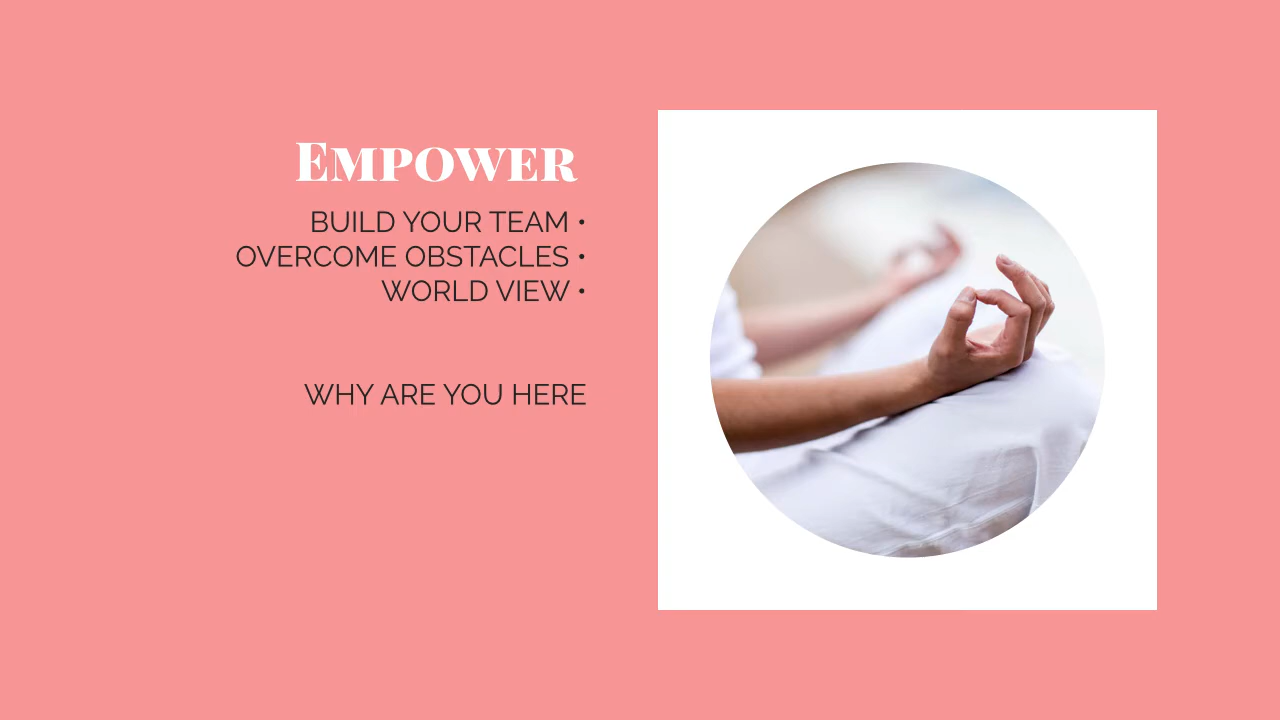 EMPOWER
BUILD YOUR TEAM •
OVERCOME OBSTACLES •
WORLD VIEW •
WHY ARE YOU HERE